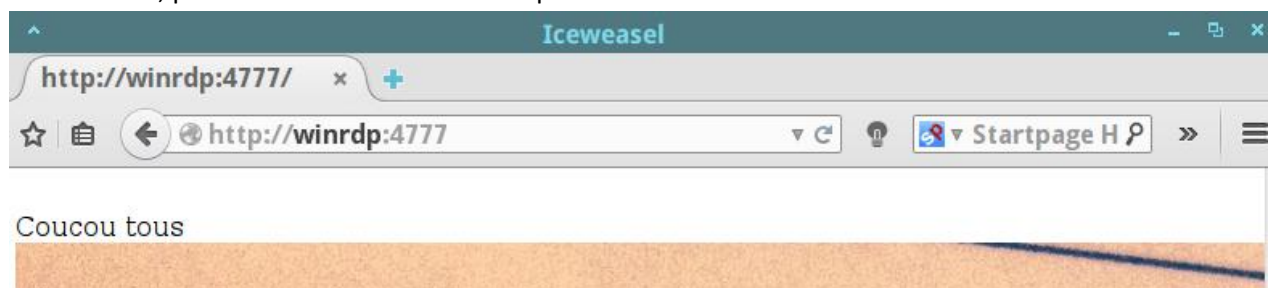 Iceweasel
http://winrdp:4777/
http://winrdp:4777
Startpage H
Coucou tous